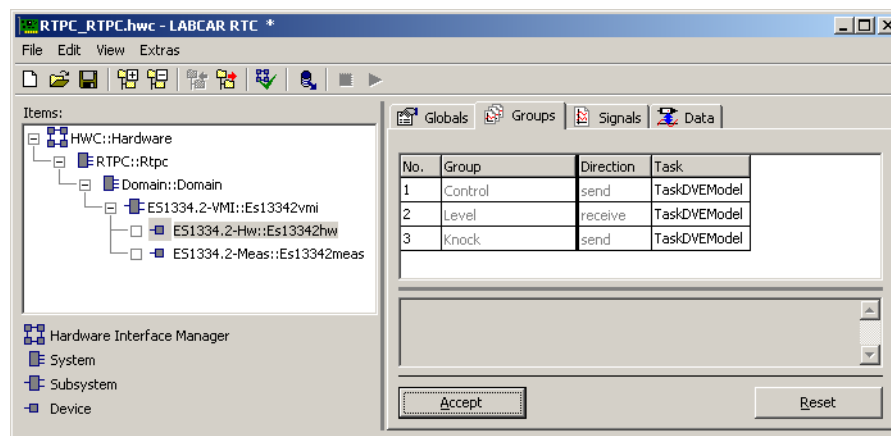 RTPC_RTPC.hwc - LABCAR RTC *
File Edit View Extras
Items:
HWC::Hardware
RTPC::Rtpc
Domain::Domain
ES1334.2-VMI::Es13342vmi
ES1334.2-Hw::Es13342hw
ES1334.2-Meas::Es13342meas
Hardware Interface Manager
System
Subsystem
Device
Globals Groups Signals Data
No. Group Direction Task
1 Control send TaskDVEModel
2 Level receive TaskDVEModel
3 Knock send TaskDVEModel
Accept Reset